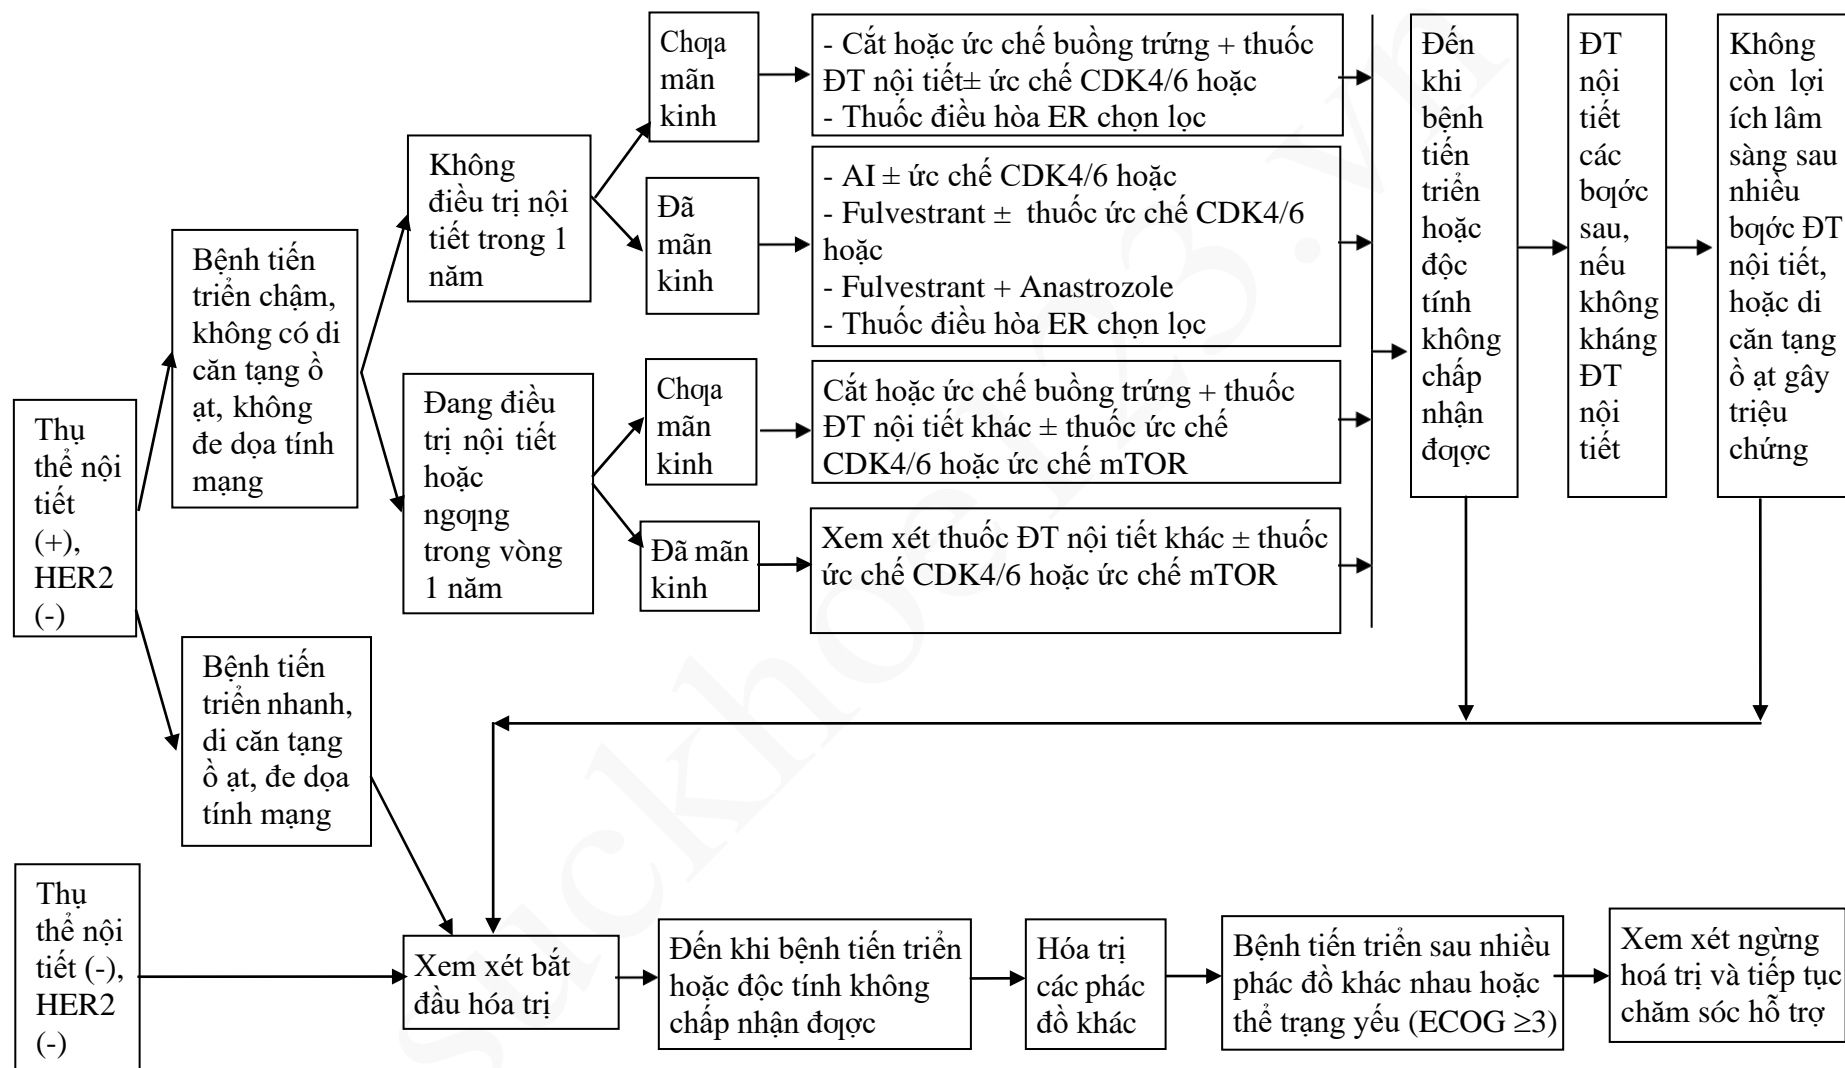 Thụ
thể nội
tiết
(+),
HER2
(-)
Bệnh tiến
triển chậm,
không có di
căn tạng ồ
ạt, không
đe dọa tính
mạng
Không
điều trị nội
tiết trong 1
năm
Chƣa
mãn
kinh
- Cắt hoặc ức chế buồng trứng + thuốc
ĐT nội tiết± ức chế CDK4/6 hoặc
- Thuốc điều hòa ER chọn lọc
Đã
mãn
kinh
- AI ± ức chế CDK4/6 hoặc
- Fulvestrant ± thuốc ức chế CDK4/6
hoặc
- Fulvestrant + Anastrozole
- Thuốc điều hòa ER chọn lọc
Đang điều
trị nội tiết
hoặc
ngƣng
trong vòng
1 năm
Chƣa
mãn
kinh
Cắt hoặc ức chế buồng trứng + thuốc
ĐT nội tiết khác ± thuốc ức chế
CDK4/6 hoặc ức chế mTOR
Đã mãn
kinh
Xem xét thuốc ĐT nội tiết khác ± thuốc
ức chế CDK4/6 hoặc ức chế mTOR
Đến
khi
bệnh
tiến
triển
hoặc
độc
tính
không
chấp
nhận
đƣợc
ĐT
nội
tiết
các
bƣớc
sau,
nếu
không
kháng
ĐT
nội
tiết
Không
còn lợi
ích lâm
sàng sau
nhiều
bƣớc ĐT
nội tiết,
hoặc di
căn tạng
ồ ạt gây
triệu
chứng
Bệnh tiến
triển nhanh,
di căn tạng
ồ ạt, đe dọa
tính mạng
Thụ
thể nội
tiết (-),
HER2
(-)
Xem xét bắt
đầu hóa trị
Đến khi bệnh tiến triển
hoặc độc tính không
chấp nhận đƣợc
Hóa trị
các phác
đồ khác
Bệnh tiến triển sau nhiều
phác đồ khác nhau hoặc
thể trạng yếu (ECOG ≥3)
Xem xét ngừng
hoá trị và tiếp tục
chăm sóc hỗ trợ
suckhoe123.vn